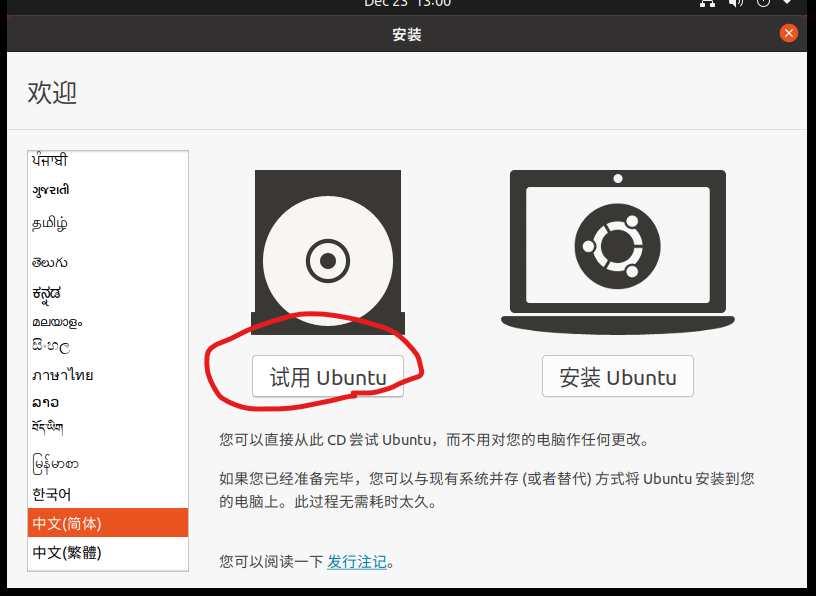 Dec 23 13:00
安装
欢迎
ਪੰਜਾਬੀ
ગુજરાતી
தமிழ்
తెలుగు
ಕನ್ನಡ
മലയാളം
සිංහල
ภาษาไทย
ລາວ
བོད་ཡིག
မြန်မာစာ
한국어
中文(简体)
中文(繁體)
试用 Ubuntu
安装 Ubuntu
您可以直接从此 CD 尝试 Ubuntu，而不用对您的电脑作任何更改。
如果您已经准备完毕，您可以与现有系统并存 (或者替代) 方式将 Ubuntu 安装到您
的电脑上。此过程无需耗时太久。
您可以阅读一下 发行注记。